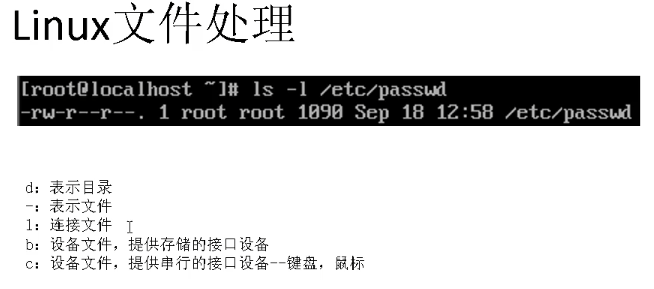 Linux文件处理
[root@localhost ~]# ls -l /etc/passwd
-rw-r--r--. 1 root root 1090 Sep 18 12:58 /etc/passwd
d：表示目录
-：表示文件
l：连接文件
b：设备文件，提供存储的接口设备
c：设备文件，提供串行的接口设备--键盘，鼠标